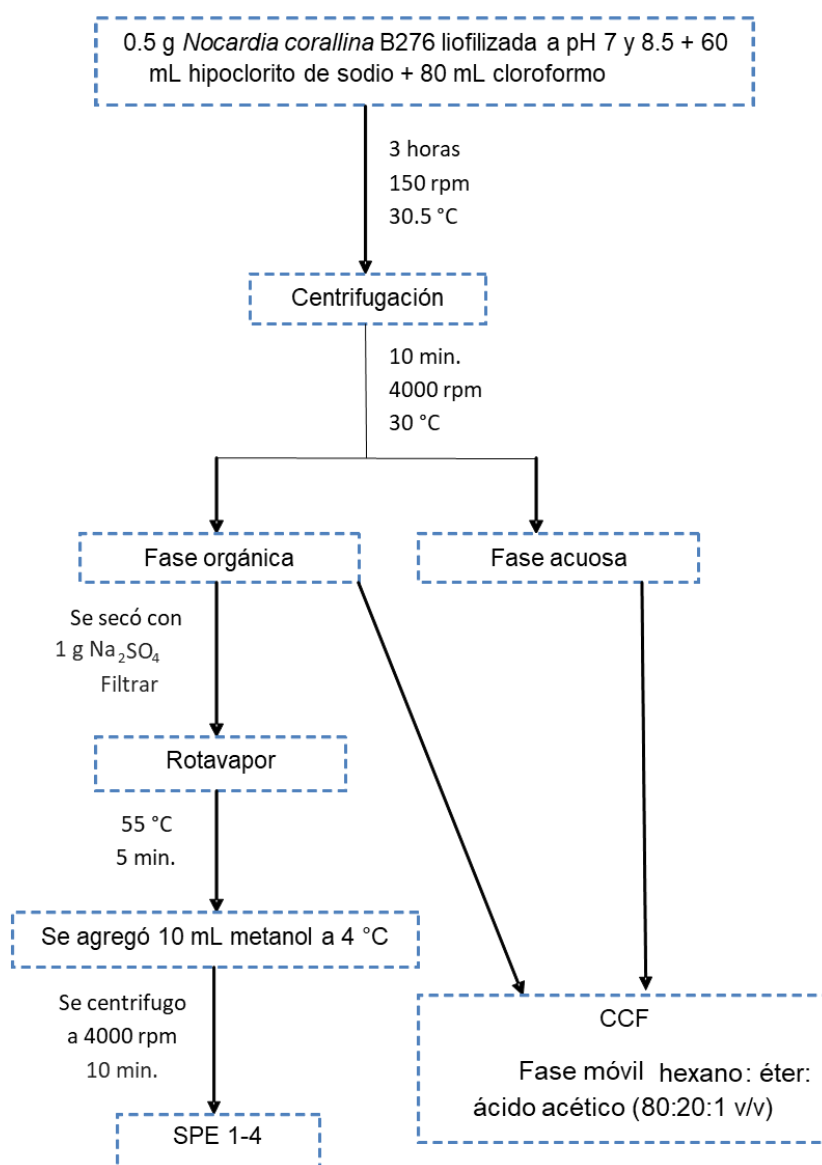 0.5 g Nocardia corallina B276 liofilizada a pH 7 y 8.5 + 60
mL hipoclorito de sodio + 80 mL cloroformo
3 horas
150 rpm
30.5 °C
Centrifugación
10 min.
4000 rpm
30 °C
Fase orgánica
Fase acuosa
Se secó con
1 g Na₂SO₄
Filtrar
Rotavapor
55 °C
5 min.
Se agregó 10 mL metanol a 4 °C
Se centrifugo
a 4000 rpm
10 min.
SPE 1-4
CCF
Fase móvil hexano: éter:
ácido acético (80:20:1 v/v)